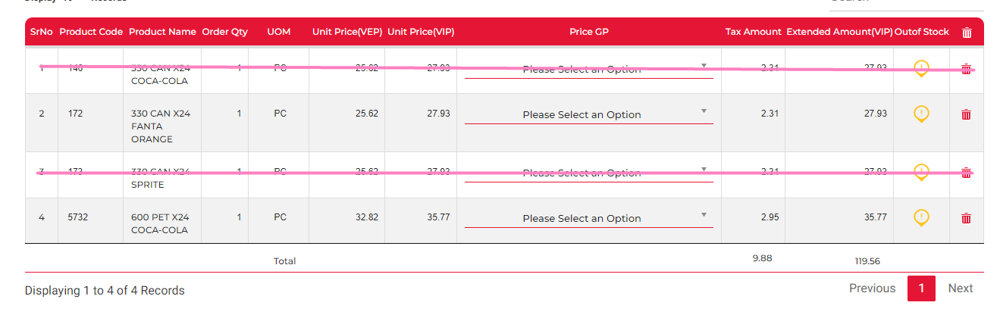 SrNo Product Code Product Name Order Qty UOM Unit Price(VEP) Unit Price(VIP) Price GP Tax Amount Extended Amount(VIP) Outof Stock
1 146 330 CAN X24 1 PC 25.62 27.93 Please Select an Option 2.31 27.93
COCA-COLA
2 172 330 CAN X24 1 PC 25.62 27.93 Please Select an Option 2.31 27.93
FANTA
ORANGE
3 173 330 CAN X24 1 PC 25.62 27.93 Please Select an Option 2.31 27.93
SPRITE
4 5732 600 PET X24 1 PC 32.82 35.77 Please Select an Option 2.95 35.77
COCA-COLA
Total 9.88 119.56
Displaying 1 to 4 of 4 Records
Previous 1 Next